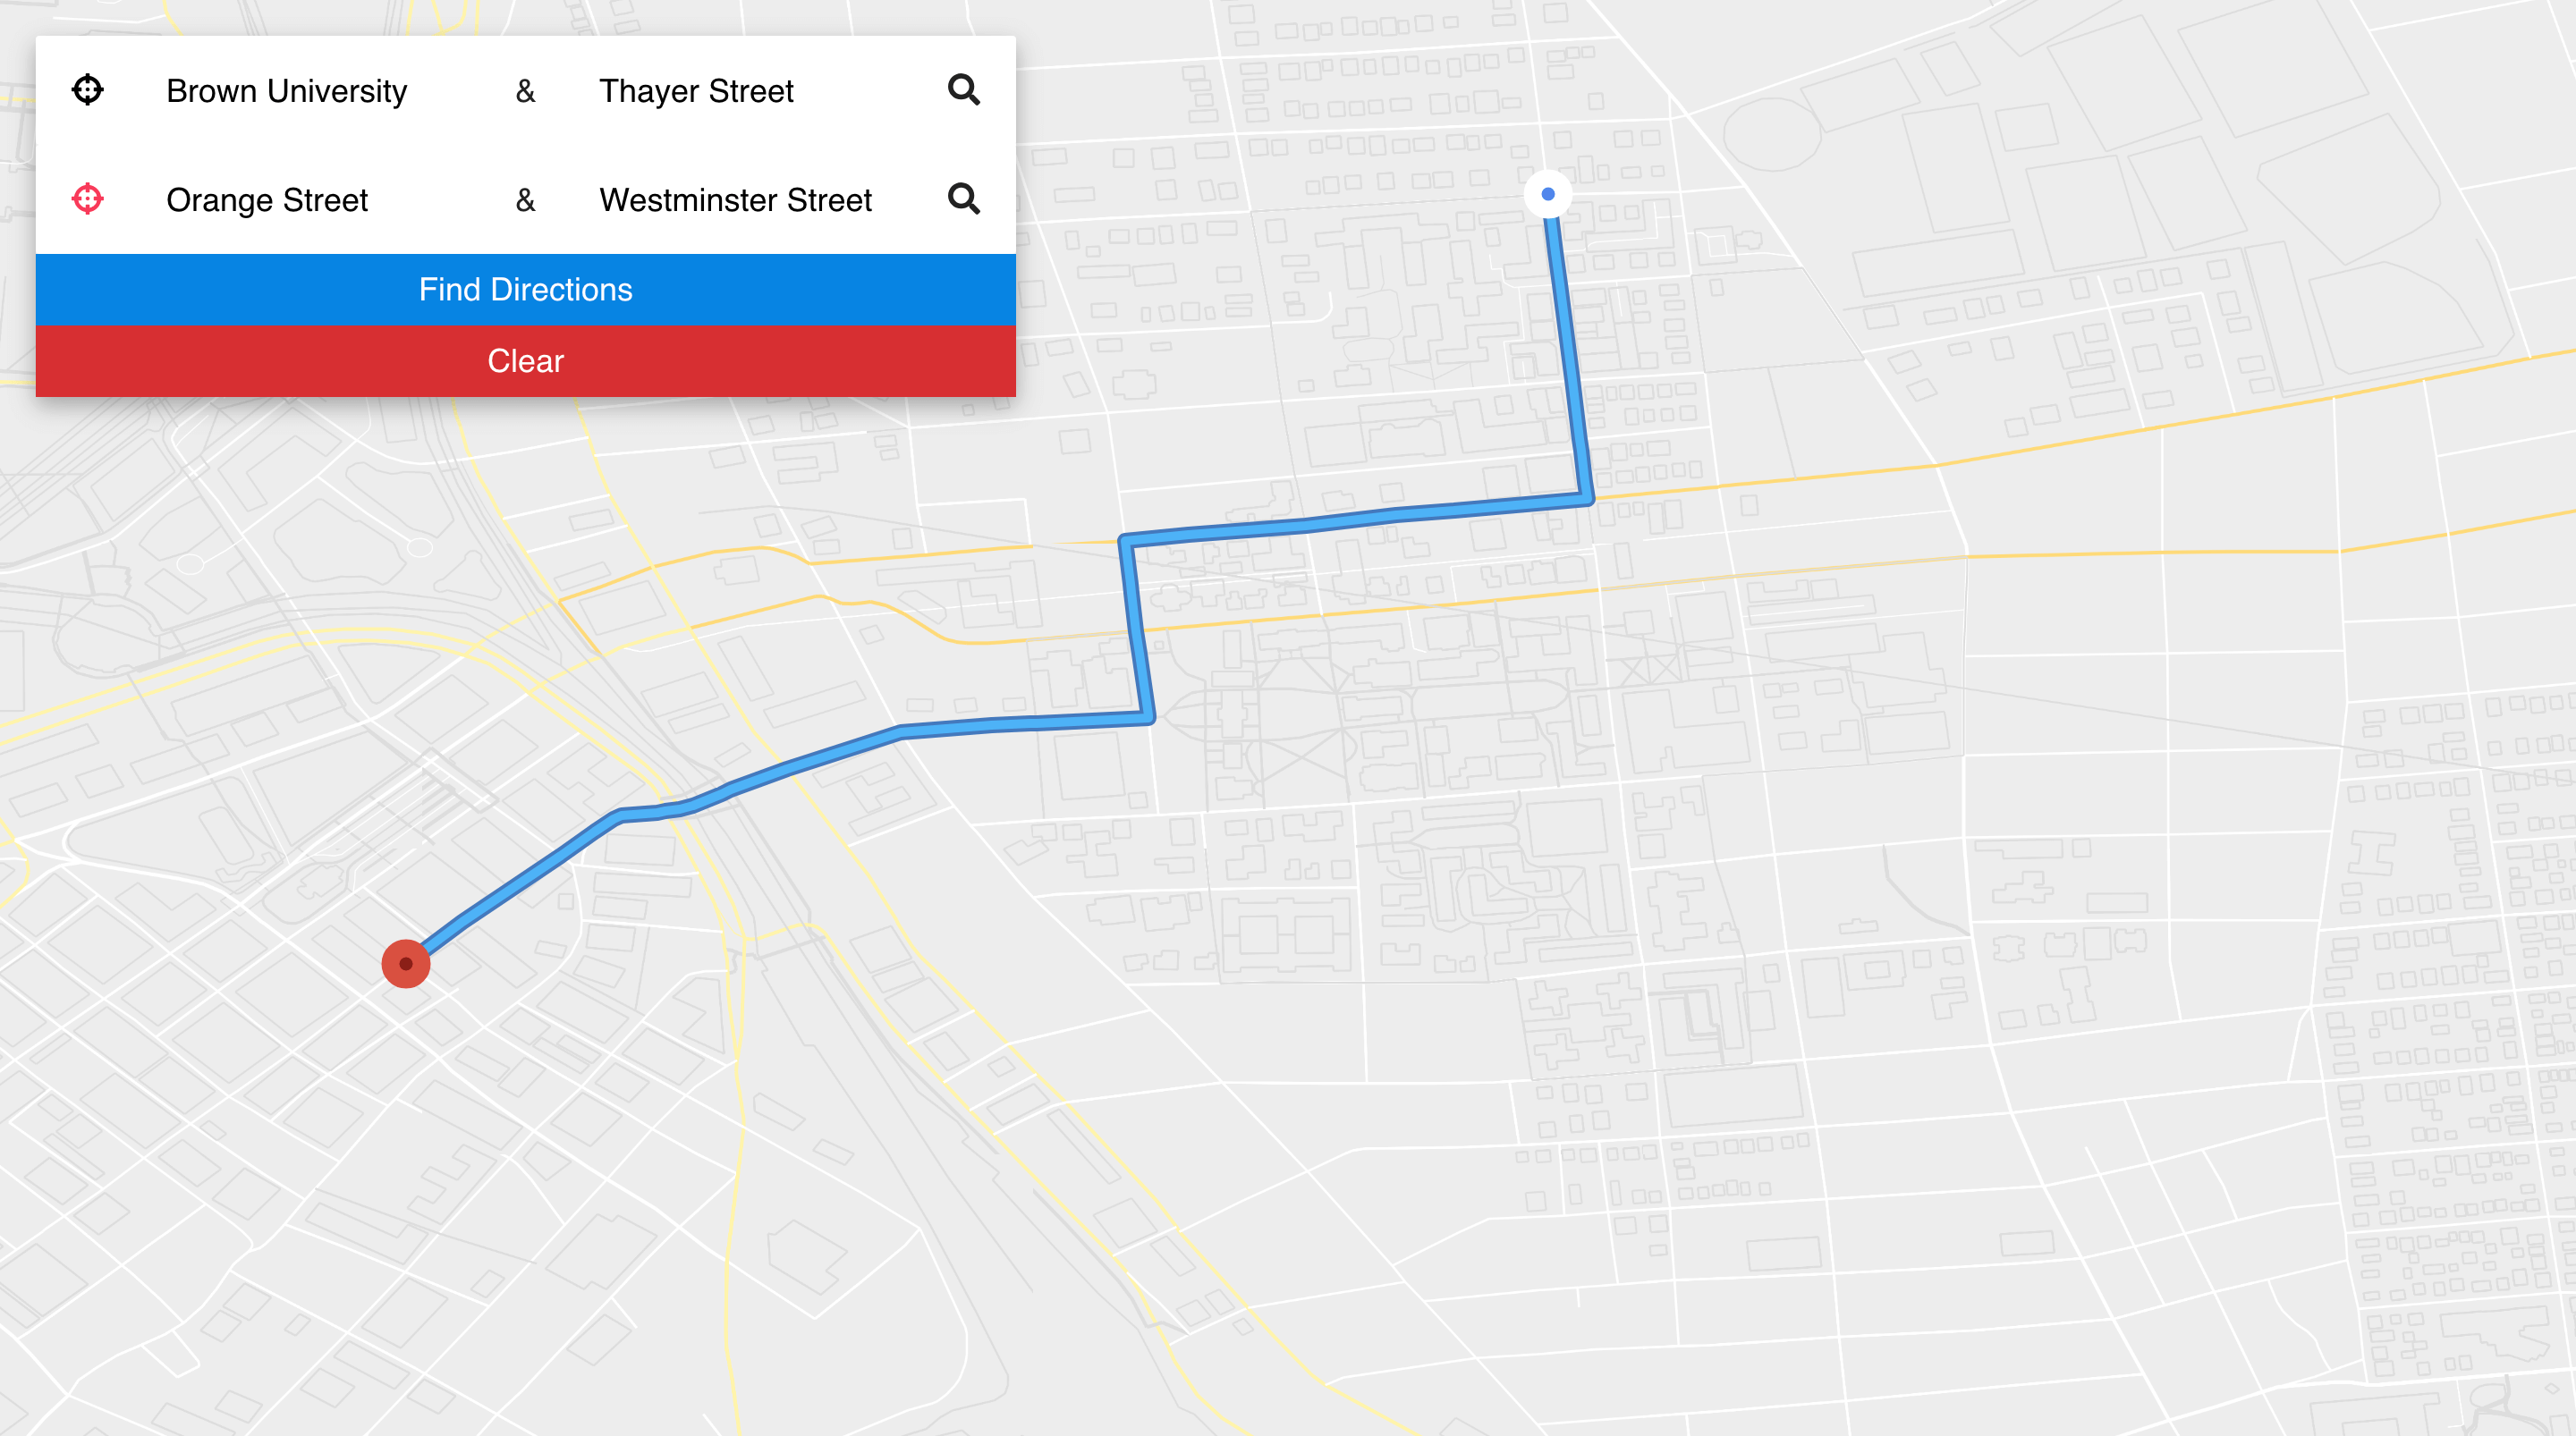 Brown University & Thayer Street
Orange Street & Westminster Street
Find Directions
Clear